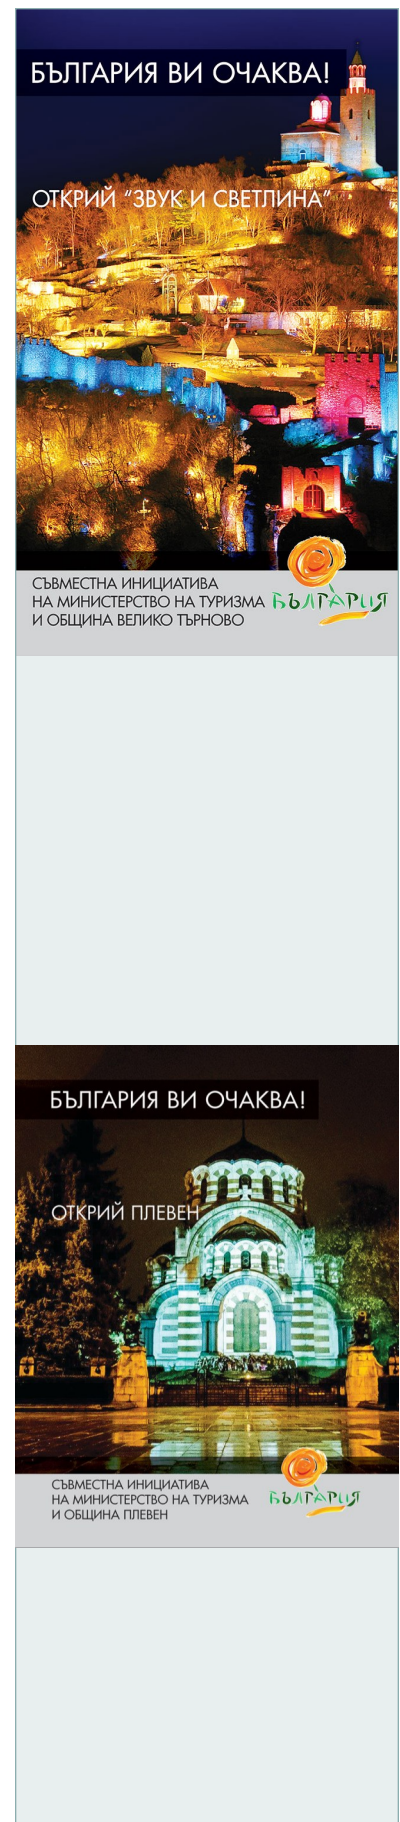 БЪЛГАРИЯ ВИ ОЧАКВА!
ОТКРИЙ “ЗВУК И СВЕТЛИНА”
СЪВМЕСТНА ИНИЦИАТИВА
НА МИНИСТЕРСТВО НА ТУРИЗМА
И ОБЩИНА ВЕЛИКО ТЪРНОВО
БЪЛГАРИЯ
БЪЛГАРИЯ ВИ ОЧАКВА!
ОТКРИЙ ПЛЕВЕН
СЪВМЕСТНА ИНИЦИАТИВА
НА МИНИСТЕРСТВО НА ТУРИЗМА
И ОБЩИНА ПЛЕВЕН
БЪЛГАРИЯ